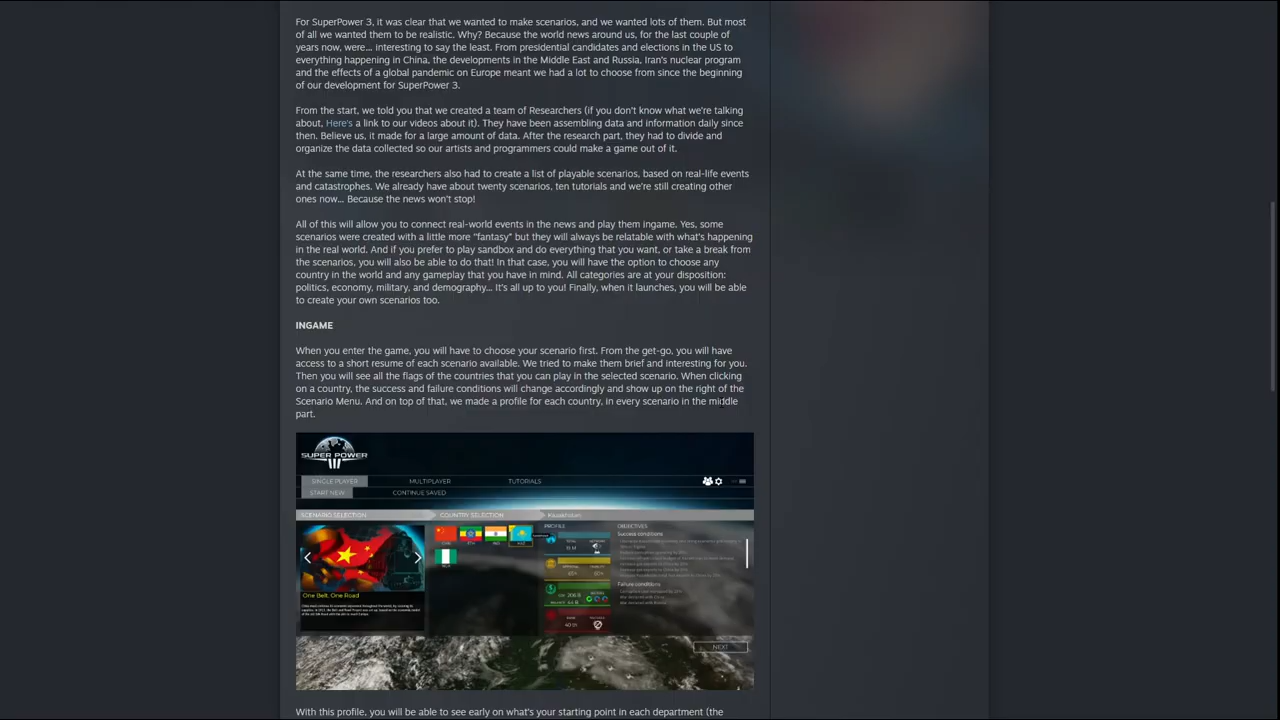 For SuperPower 3, it was clear that we wanted to make scenarios, and we wanted lots of them. But most
of all we wanted them to be realistic. Why? Because the world news around us, for the last couple of
years now, were... interesting to say the least. From presidential candidates and elections in the US to
everything happening in China, the developments in the Middle East and Russia, Iran's nuclear program
and the effects of a global pandemic on Europe meant we had a lot to choose from since the beginning
of our development for SuperPower 3.
From the start, we told you that we created a team of Researchers (if you don't know what we're talking
about, Here's a link to our videos about it). They have been assembling data and information daily since
then. Believe us, it made for a large amount of data. After the research part, they had to divide and
organize the data collected so our artists and programmers could make a game out of it.
At the same time, the researchers also had to create a list of playable scenarios, based on real-life events
and catastrophes. We already have about twenty scenarios, ten tutorials and we're still creating other
ones now... Because the news won't stop!
All of this will allow you to connect real-world events in the news and play them ingame. Yes, some
scenarios were created with a little more "fantasy" but they will always be relatable with what's happening
in the real world. And if you prefer to play sandbox and do everything that you want, or take a break from
the scenarios, you will also be able to do that! In that case, you will have the option to choose any
country in the world and any gameplay that you have in mind. All categories are at your disposition:
politics, economy, military, and demography... It's all up to you! Finally, when it launches, you will be able
to create your own scenarios too.
INGAME
When you enter the game, you will have to choose your scenario first. From the get-go, you will have
access to a short resume of each scenario available. We tried to make them brief and interesting for you.
Then you will see all the flags of the countries that you can play in the selected scenario. When clicking
on a country, the success and failure conditions will change accordingly and show up on the right of the
Scenario Menu. And on top of that, we made a profile for each country, in every scenario in the middle
part.
SUPER POWER
SINGLE PLAYER MULTIPLAYER TUTORIALS
START NEW CONTINUE SAVED
SCENARIO SELECTION COUNTRY SELECTION Kazakhstan
PROFILE OBJECTIVES
Success conditions
Failure conditions
One Belt, One Road
NEXT
With this profile, you will be able to see early on what's your starting point in each department (the